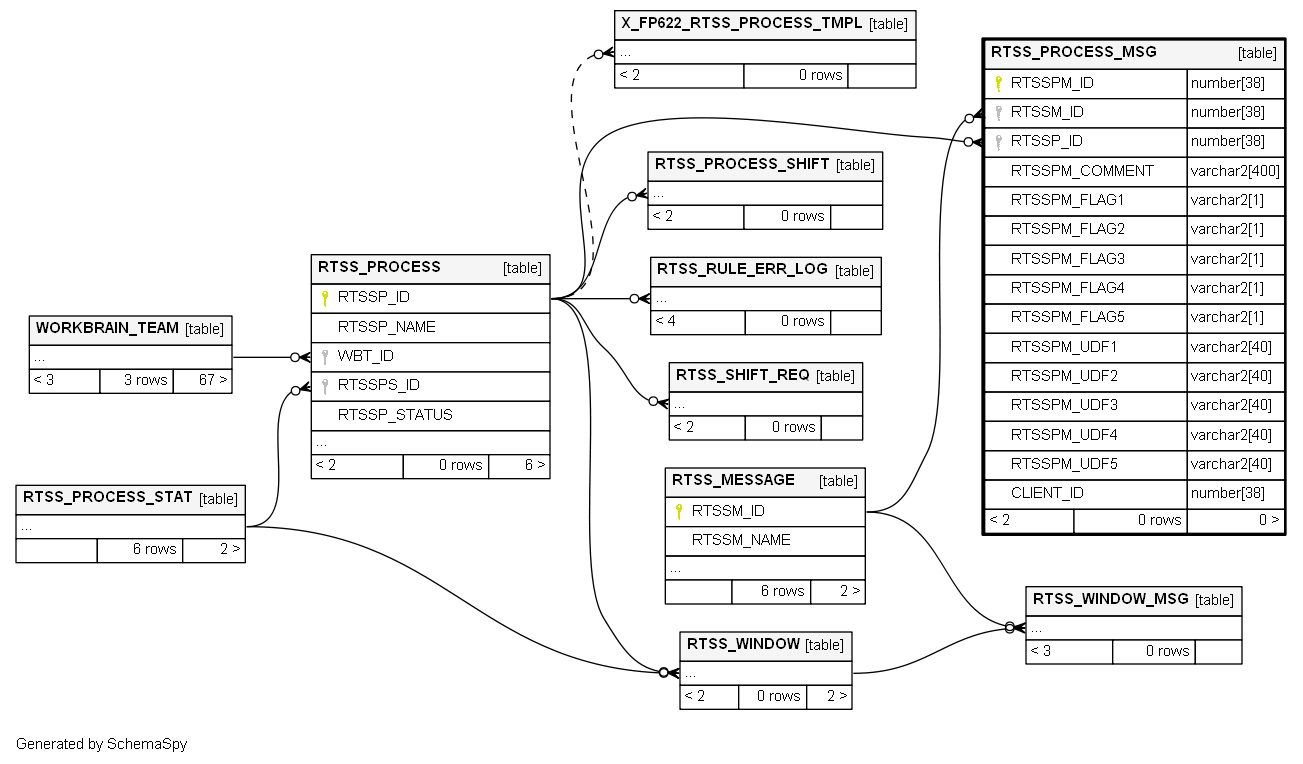 X_FP622_RTSS_PROCESS_TMPL [table]
...
< 2 0 rows
RTSS_PROCESS_MSG [table]
RTSSPM_ID number[38]
RTSSM_ID number[38]
RTSSP_ID number[38]
RTSSPM_COMMENT varchar2[400]
RTSSPM_FLAG1 varchar2[1]
RTSSPM_FLAG2 varchar2[1]
RTSSPM_FLAG3 varchar2[1]
RTSSPM_FLAG4 varchar2[1]
RTSSPM_FLAG5 varchar2[1]
RTSSPM_UDF1 varchar2[40]
RTSSPM_UDF2 varchar2[40]
RTSSPM_UDF3 varchar2[40]
RTSSPM_UDF4 varchar2[40]
RTSSPM_UDF5 varchar2[40]
CLIENT_ID number[38]
< 2 0 rows 0 >
RTSS_PROCESS_SHIFT [table]
...
< 2 0 rows
RTSS_PROCESS [table]
RTSSP_ID
RTSSP_NAME
WBT_ID
RTSSPS_ID
RTSSP_STATUS
...
< 2 0 rows 6 >
RTSS_RULE_ERR_LOG [table]
...
< 4 0 rows
WORKBRAIN_TEAM [table]
...
< 3 3 rows 67 >
RTSS_SHIFT_REQ [table]
...
< 2 0 rows
RTSS_MESSAGE [table]
RTSSM_ID
RTSSM_NAME
...
6 rows 2 >
RTSS_PROCESS_STAT [table]
...
6 rows 2 >
RTSS_WINDOW_MSG [table]
...
< 3 0 rows
RTSS_WINDOW [table]
...
< 2 0 rows 2 >
Generated by SchemaSpy